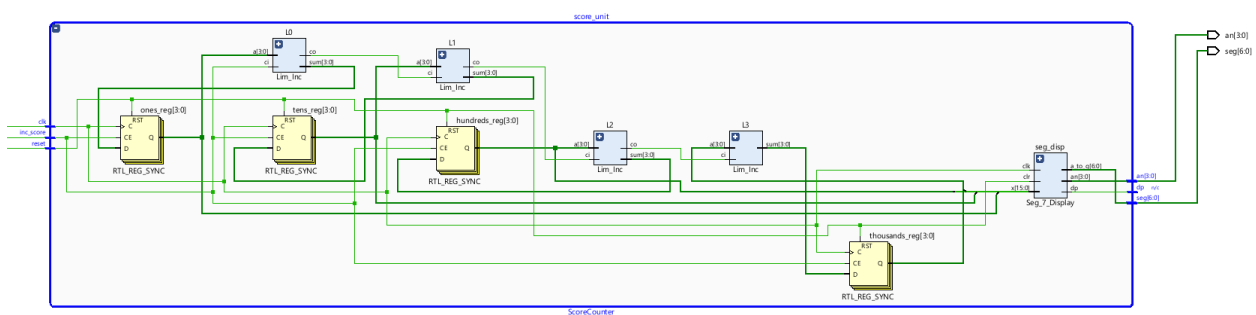 score_unit
L0
a[3:0]
co
ci
sum[3:0]
Lim_Inc
L1
a[3:0]
co
ci
sum[3:0]
Lim_Inc
an[3:0]
seg[6:0]
clk
inc_score
reset
ones_reg[3:0]
RST
C
CE
Q
D
RTL_REG_SYNC
tens_reg[3:0]
RST
C
CE
Q
D
RTL_REG_SYNC
hundreds_reg[3:0]
RST
C
CE
Q
D
RTL_REG_SYNC
L2
a[3:0]
co
ci
sum[3:0]
Lim_Inc
L3
a[3:0]
sum[3:0]
ci
Lim_Inc
seg_disp
clk
a_to_g[6:0]
clr
an[3:0]
x[15:0]
dp
Seg_7_Display
an[3:0]
dp n/c
seg[6:0]
thousands_reg[3:0]
RST
C
CE
Q
D
RTL_REG_SYNC
ScoreCounter